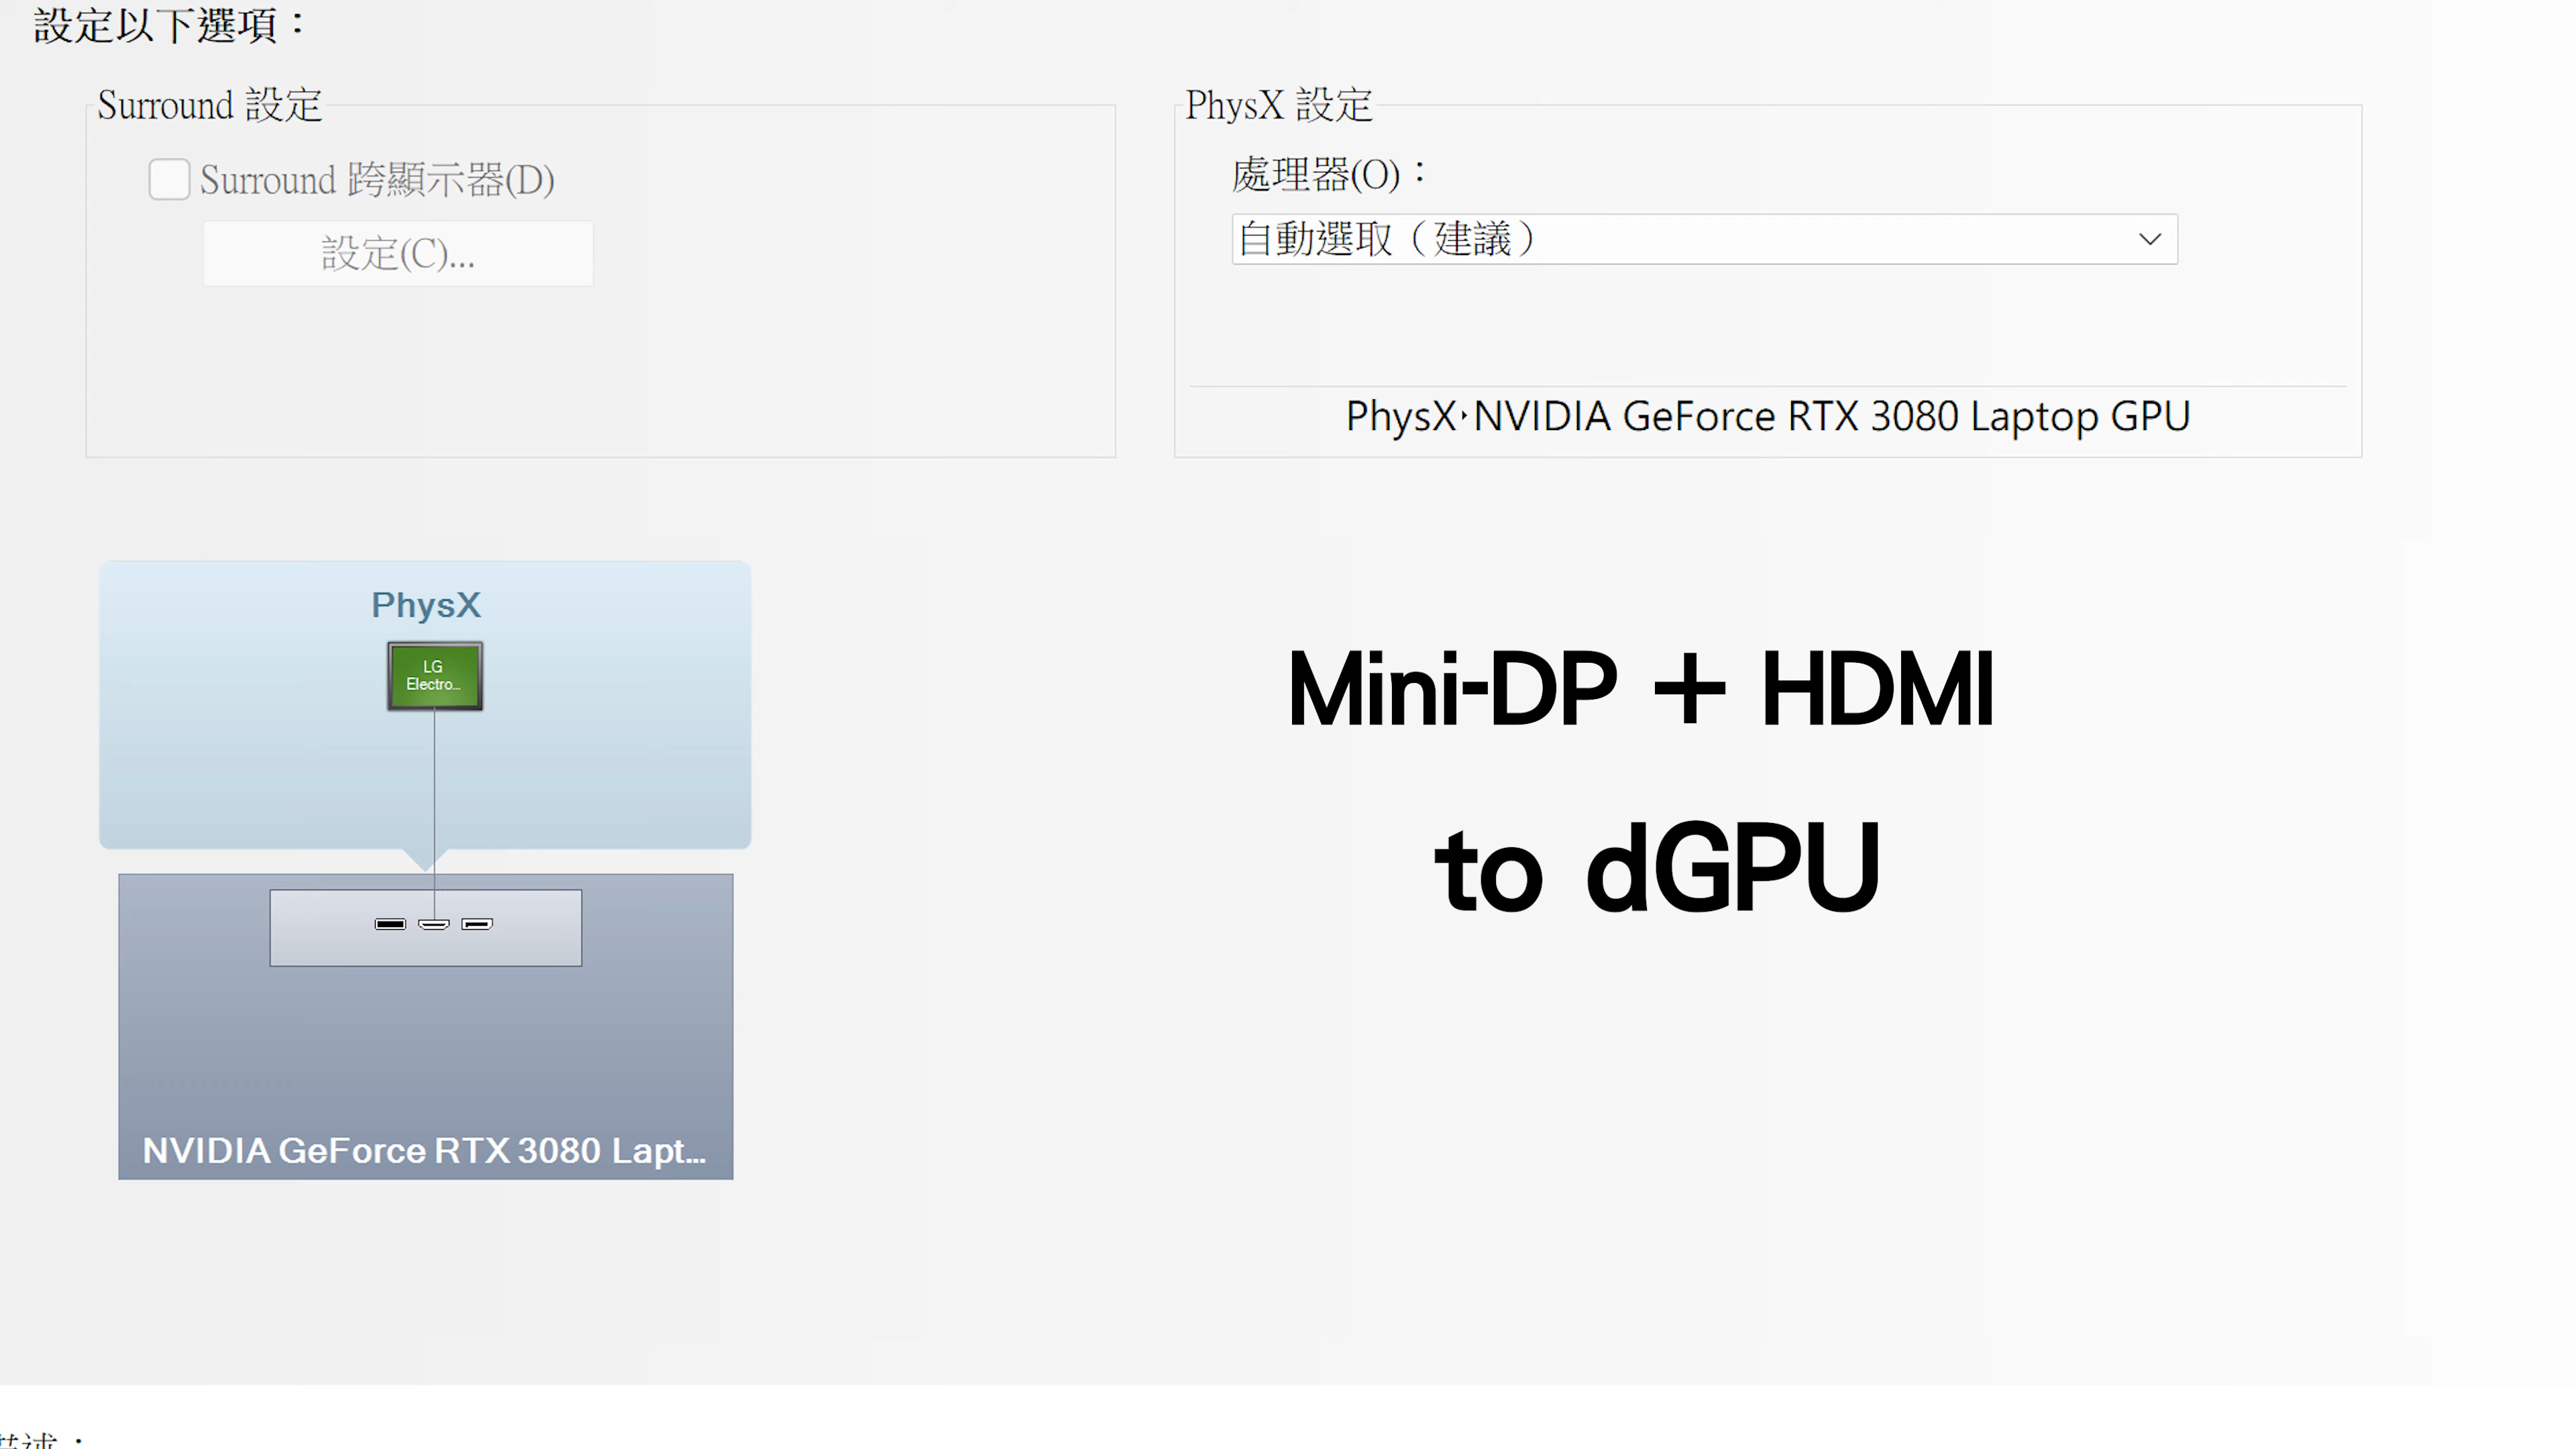 設定以下選項：
Surround 設定
Surround 跨顯示器(D)
設定(C)...
PhysX 設定
處理器(O)：
自動選取（建議）
PhysX‣NVIDIA GeForce RTX 3080 Laptop GPU
PhysX
LG
Electro...
NVIDIA GeForce RTX 3080 Lapt...
Mini-DP + HDMI
to dGPU